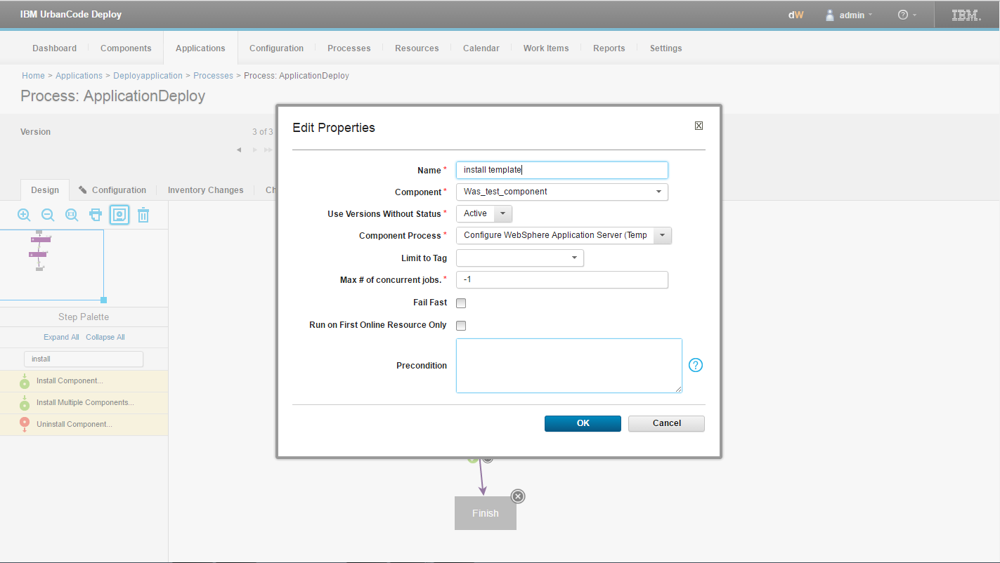 IBM UrbanCode Deploy
dW
admin
IBM
Dashboard
Components
Applications
Configuration
Processes
Resources
Calendar
Work Items
Reports
Settings
Home > Applications > Deployapplication > Processes > Process: ApplicationDeploy
Process: ApplicationDeploy
Version
3 of 3
Design
Configuration
Inventory Changes
Step Palette
Expand All Collapse All
install
Install Component...
Install Multiple Components...
Uninstall Component...
Edit Properties
Name * install template
Component * Was_test_component
Use Versions Without Status * Active
Component Process * Configure WebSphere Application Server (Temp
Limit to Tag
Max # of concurrent jobs. * -1
Fail Fast
Run on First Online Resource Only
Precondition
?
OK
Cancel
Finish